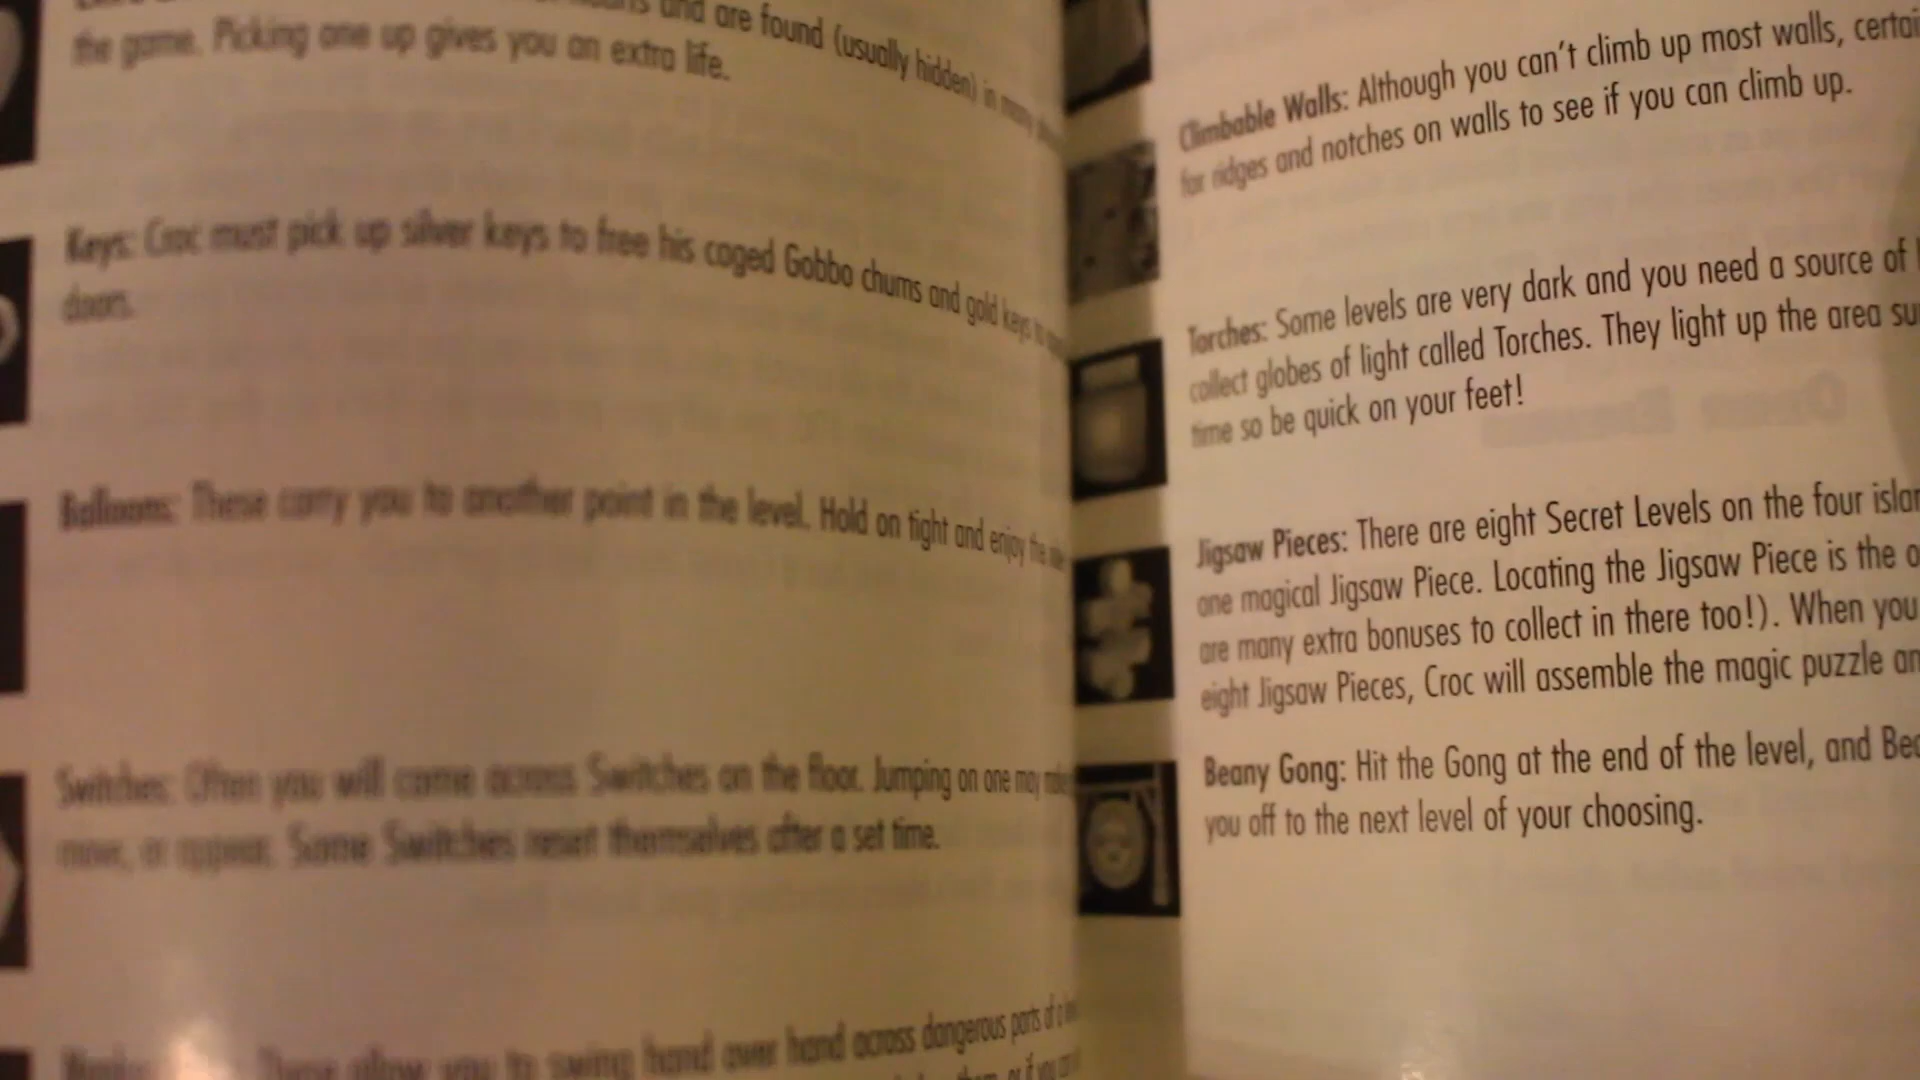 and are found (usually hidden) in many
the game. Picking one up gives you an extra life.
Keys: Croc must pick up silver keys to free his caged Gobbo chums and gold keys to
doors.
Balloons: These carry you to another point in the level. Hold on tight and enjoy the ride
Switches: Often you will come across Switches on the floor. Jumping on one may make
move, or appear. Some Switches reset themselves after a set time.
These allow you to swing hand over hand across dangerous parts of a
Climbable Walls: Although you can't climb up most walls, certai
for ridges and notches on walls to see if you can climb up.
Torches: Some levels are very dark and you need a source of
collect globes of light called Torches. They light up the area su
time so be quick on your feet!
Jigsaw Pieces: There are eight Secret Levels on the four islan
one magical Jigsaw Piece. Locating the Jigsaw Piece is the o
are many extra bonuses to collect in there too!). When you
eight Jigsaw Pieces, Croc will assemble the magic puzzle an
Beany Gong: Hit the Gong at the end of the level, and Bea
you off to the next level of your choosing.